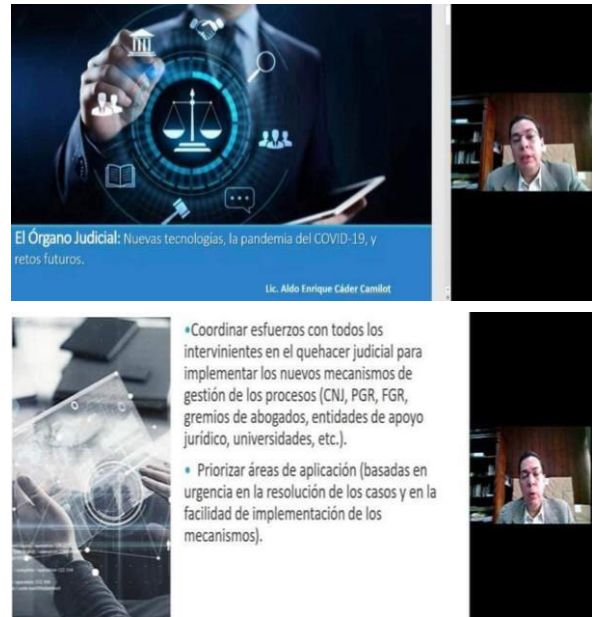 El Órgano Judicial: Nuevas tecnologías, la pandemia del COVID-19, y
retos futuros.
Lic. Aldo Enrique Cáder Camilot
•Coordinar esfuerzos con todos los
intervinientes en el quehacer judicial para
implementar los nuevos mecanismos de
gestión de los procesos (CNJ, PGR, FGR,
gremios de abogados, entidades de apoyo
jurídico, universidades, etc.).
• Priorizar áreas de aplicación (basadas en
urgencia en la resolución de los casos y en la
facilidad de implementación de los
mecanismos).